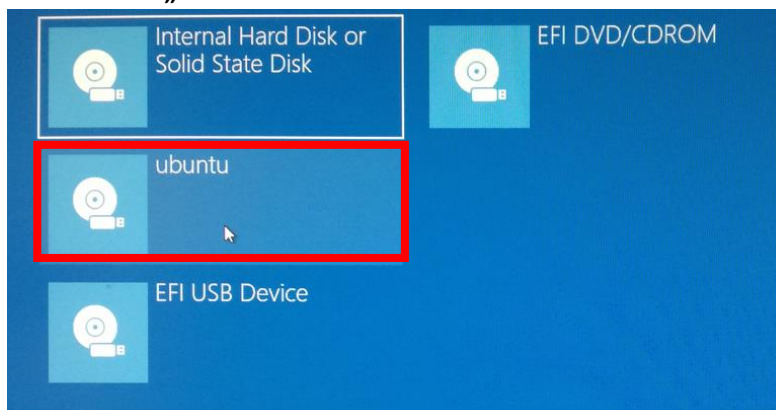 Internal Hard Disk or
Solid State Disk
EFI DVD/CDROM
ubuntu
EFI USB Device